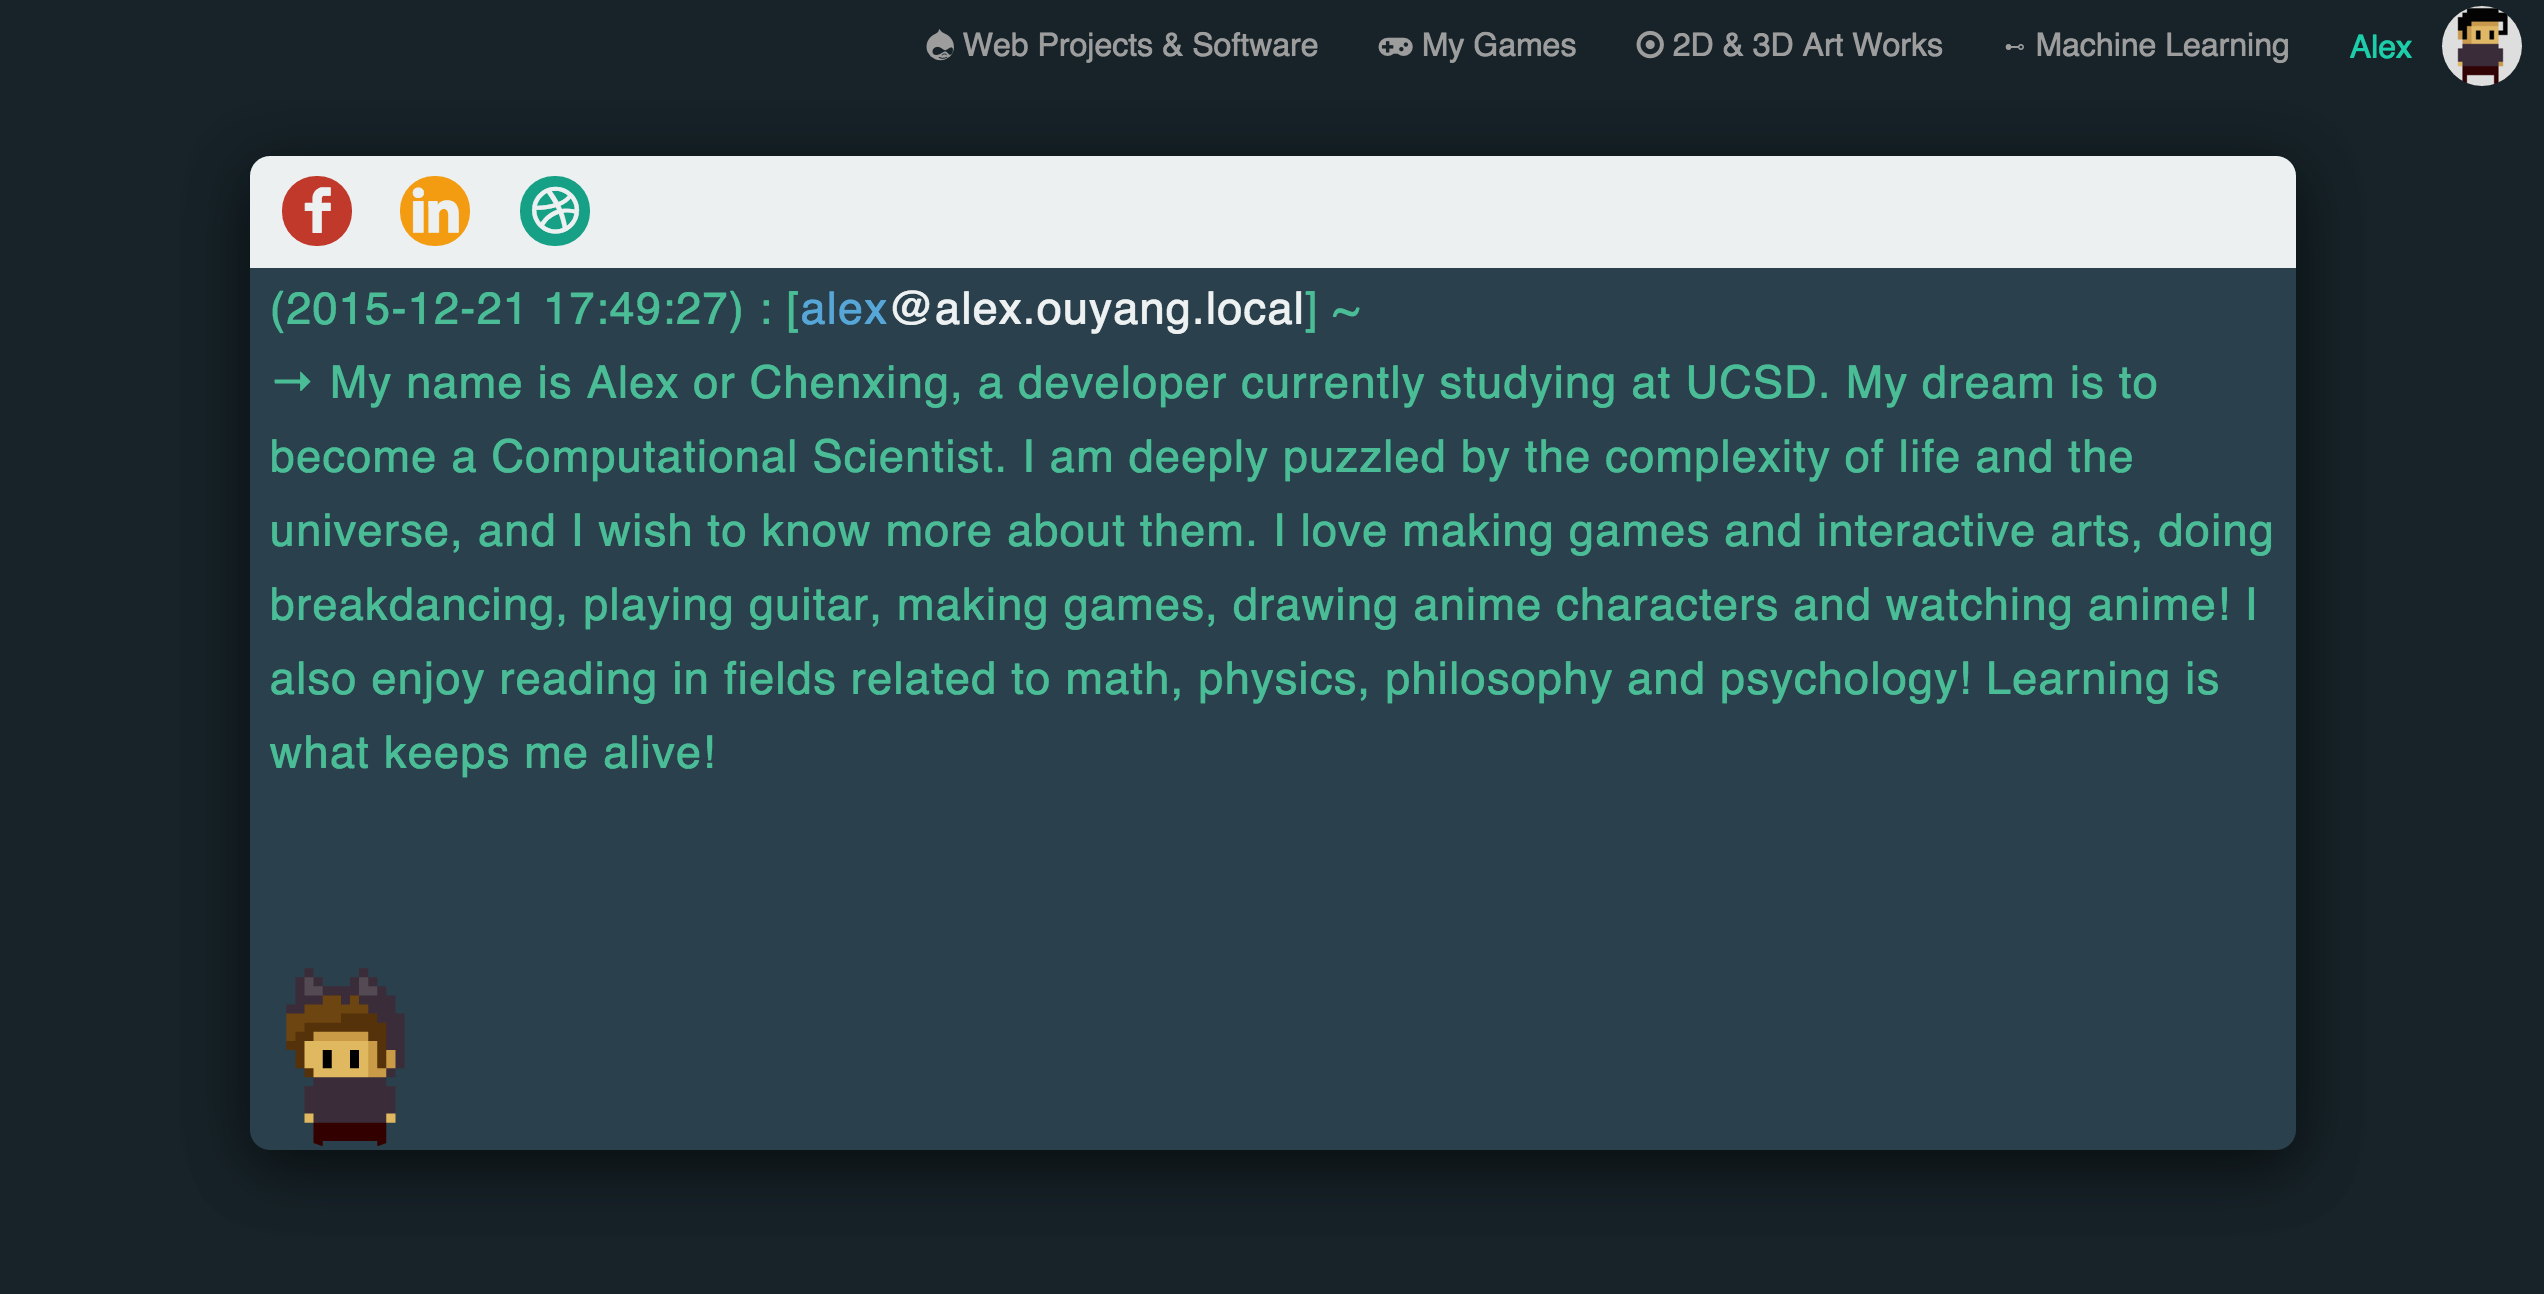 Web Projects & Software My Games 2D & 3D Art Works Machine Learning Alex
f in
(2015-12-21 17:49:27) : [alex@alex.ouyang.local] ~
→ My name is Alex or Chenxing, a developer currently studying at UCSD. My dream is to
become a Computational Scientist. I am deeply puzzled by the complexity of life and the
universe, and I wish to know more about them. I love making games and interactive arts, doing
breakdancing, playing guitar, making games, drawing anime characters and watching anime! I
also enjoy reading in fields related to math, physics, philosophy and psychology! Learning is
what keeps me alive!